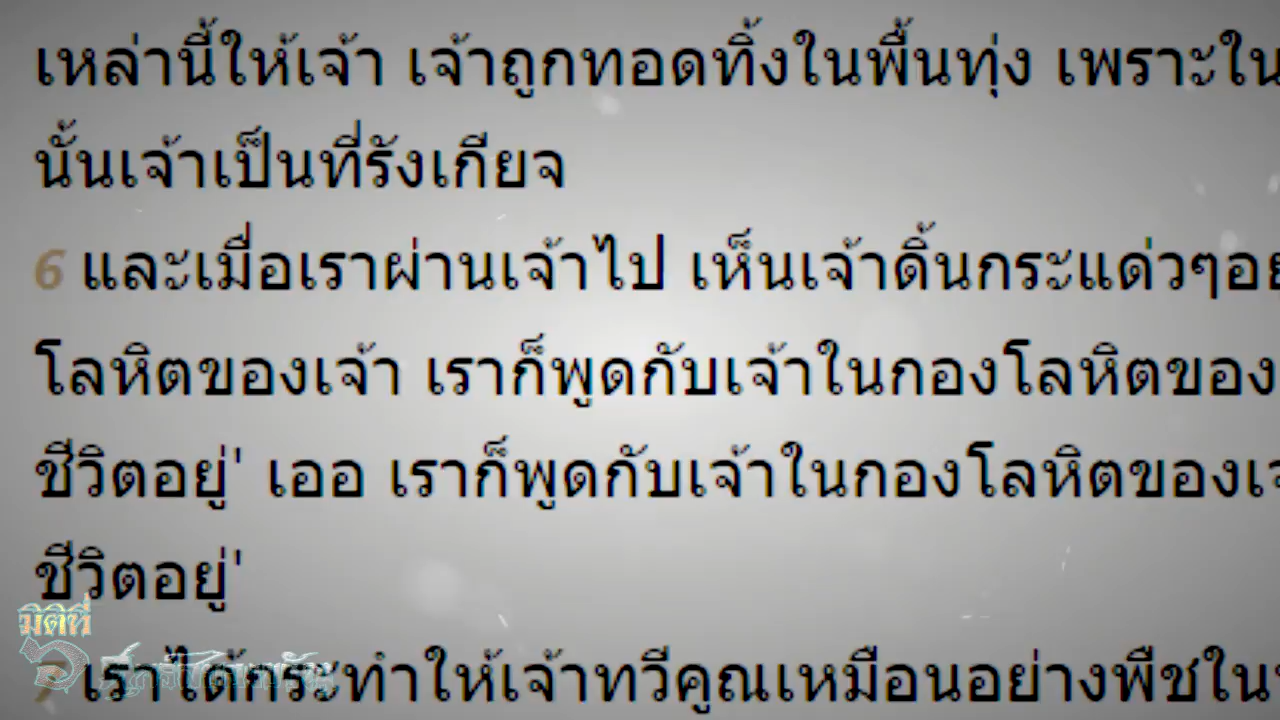 เหล่านี้ให้เจ้า เจ้าถูกทอดทิ้งในพื้นทุ่ง เพราะใน
นั้นเจ้าเป็นที่รังเกียจ
6 และเมื่อเราผ่านเจ้าไป เห็นเจ้าดิ้นกระแด่วๆอย
โลหิตของเจ้า เราก็พูดกับเจ้าในกองโลหิตของ
ชีวิตอยู่' เออ เราก็พูดกับเจ้าในกองโลหิตของเจ
ชีวิตอยู่'
มิติที่
7 เราได้กระทำให้เจ้าทวีคูณเหมือนอย่างพืชใน